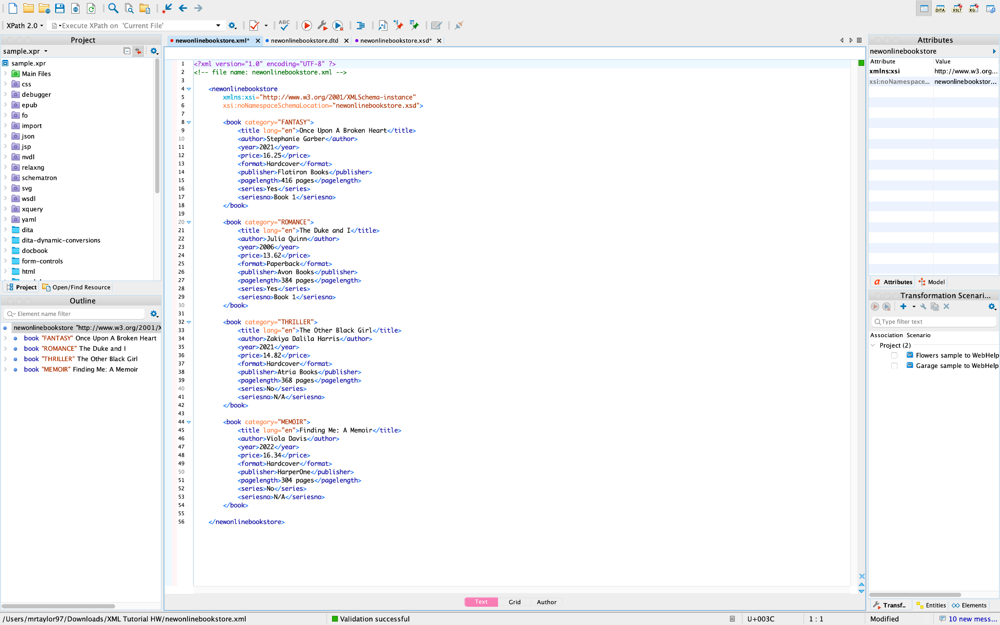 DITA XSLT XQ
XPath 2.0 Execute XPath on 'Current File' ABC
Project
sample.xpr
sample.xpr
Main Files
css
debugger
epub
fo
import
json
jsp
nvdl
relaxng
schematron
svg
wsdl
xquery
yaml
dita
dita-dynamic-conversions
docbook
form-controls
html
Project Open/Find Resource
Outline
Element name filter
newonlinebookstore "http://www.w3.org/2001/X
book "FANTASY" Once Upon A Broken Heart
book "ROMANCE" The Duke and I
book "THRILLER" The Other Black Girl
book "MEMOIR" Finding Me: A Memoir
newonlinebookstore.xml* newonlinebookstore.dtd newonlinebookstore.xsd*
1 <?xml version="1.0" encoding="UTF-8" ?>
2 <!-- file name: newonlinebookstore.xml -->
3
4 <newonlinebookstore
5 xmlns:xsi="http://www.w3.org/2001/XMLSchema-instance"
6 xsi:noNamespaceSchemaLocation="newonlinebookstore.xsd">
7
8 <book category="FANTASY">
9 <title lang="en">Once Upon A Broken Heart</title>
10 <author>Stephanie Garber</author>
11 <year>2021</year>
12 <price>16.25</price>
13 <format>Hardcover</format>
14 <publisher>Flatiron Books</publisher>
15 <pagelength>416 pages</pagelength>
16 <series>Yes</series>
17 <seriesno>Book 1</seriesno>
18 </book>
19
20 <book category="ROMANCE">
21 <title lang="en">The Duke and I</title>
22 <author>Julia Quinn</author>
23 <year>2006</year>
24 <price>13.62</price>
25 <format>Paperback</format>
26 <publisher>Avon Books</publisher>
27 <pagelength>384 pages</pagelength>
28 <series>Yes</series>
29 <seriesno>Book 1</seriesno>
30 </book>
31
32 <book category="THRILLER">
33 <title lang="en">The Other Black Girl</title>
34 <author>Zakiya Dalila Harris</author>
35 <year>2021</year>
36 <price>14.82</price>
37 <format>Hardcover</format>
38 <publisher>Atria Books</publisher>
39 <pagelength>368 pages</pagelength>
40 <series>No</series>
41 <seriesno>N/A</seriesno>
42 </book>
43
44 <book category="MEMOIR">
45 <title lang="en">Finding Me: A Memoir</title>
46 <author>Viola Davis</author>
47 <year>2022</year>
48 <price>16.34</price>
49 <format>Hardcover</format>
50 <publisher>HarperOne</publisher>
51 <pagelength>304 pages</pagelength>
52 <series>No</series>
53 <seriesno>N/A</seriesno>
54 </book>
55
56 </newonlinebookstore>
Text Grid Author
Attributes
newonlinebookstore
Attribute Value
xmlns:xsi http://www.w3.org...
xsi:noNamespace... newonlinebookstor...
a Attributes Model
Transformation Scenari...
Type filter text
Association Scenario
Project (2)
Flowers sample to WebHelp
Garage sample to WebHelp
Transf.. Entities Elements
/Users/mrtaylor97/Downloads/XML Tutorial HW/newonlinebookstore.xml Validation successful U+003C 1 : 1 Modified 10 new mess...